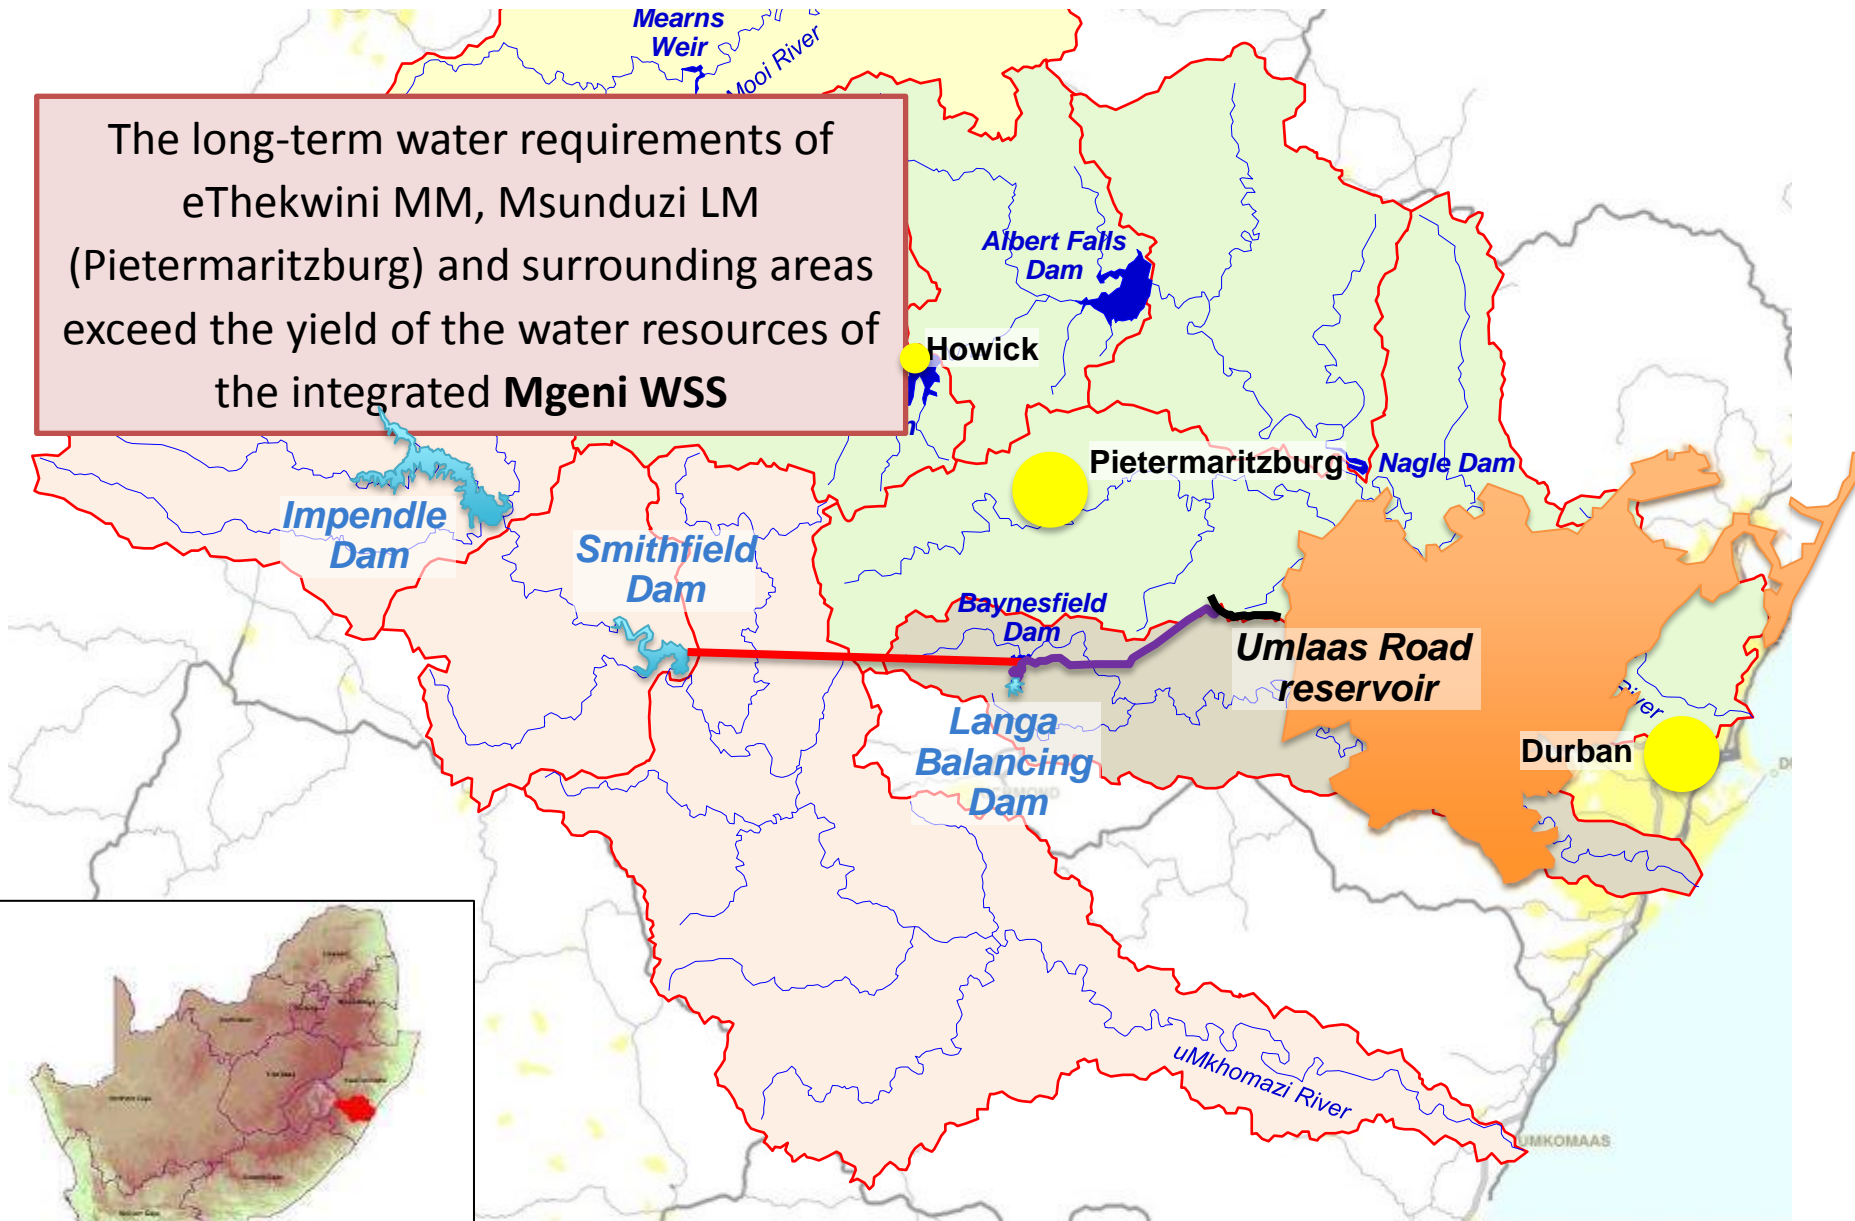 Mearns
Weir
Mooi River
The long-term water requirements of
eThekwini MM, Msunduzi LM
(Pietermaritzburg) and surrounding areas
exceed the yield of the water resources of
the integrated Mgeni WSS
Albert Falls
Dam
Howick
Pietermaritzburg
Nagle Dam
Impendle
Dam
Smithfield
Dam
Baynesfield
Dam
Umlaas Road
reservoir
River
Langa
Balancing
Dam
Durban
uMkhomazi River
UMKOMAAS